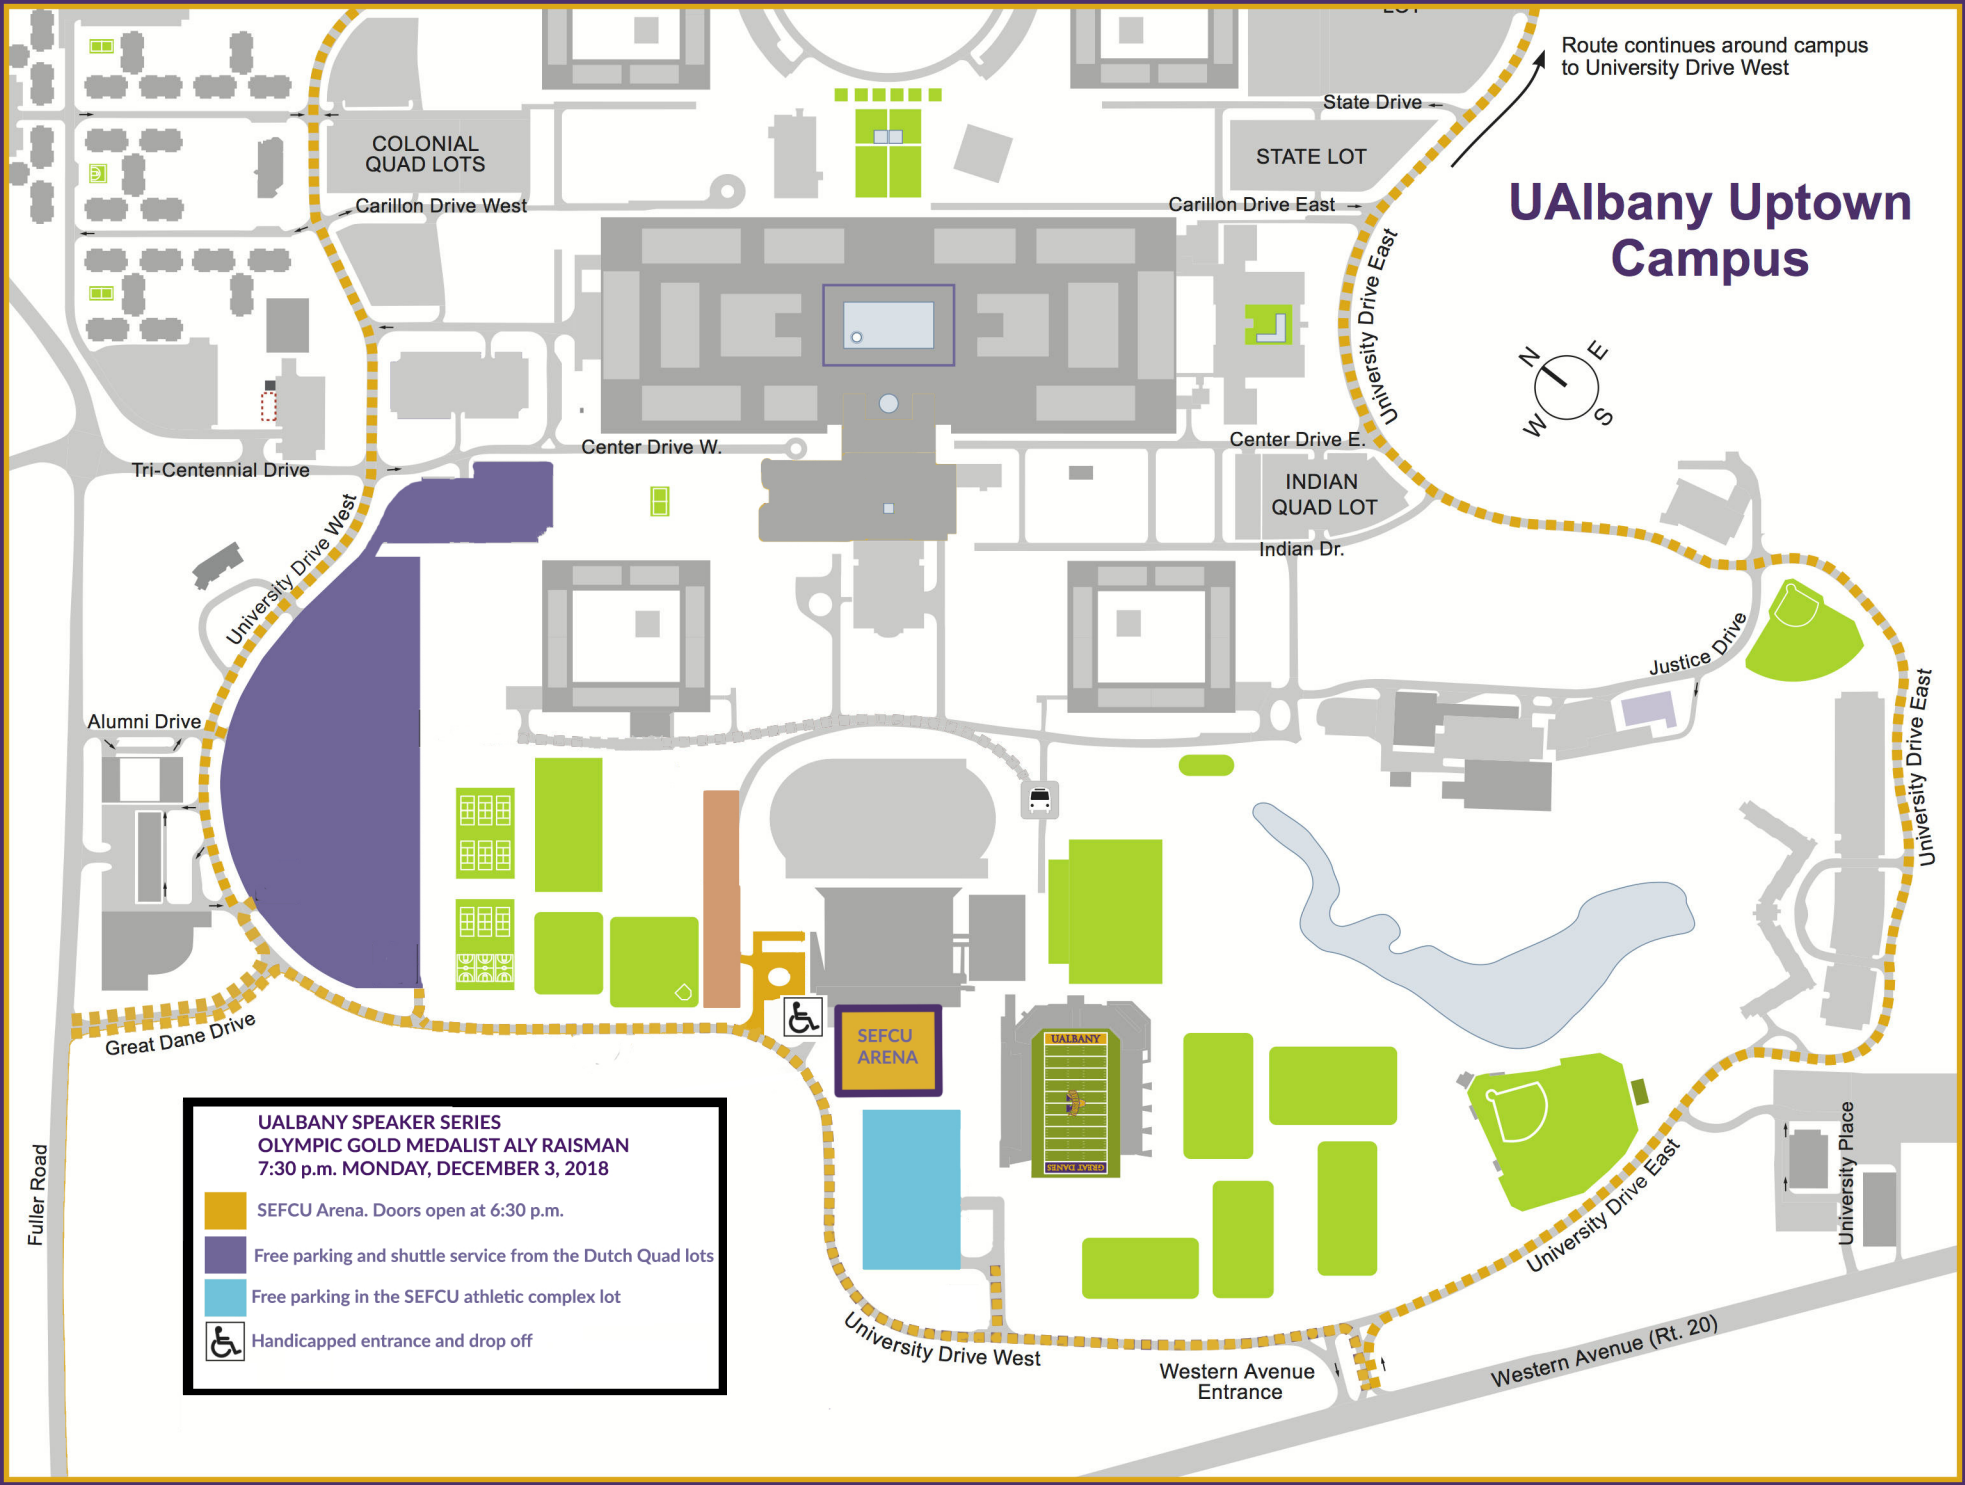 LOT
Route continues around campus
to University Drive West
State Drive
COLONIAL
QUAD LOTS
STATE LOT
Carillon Drive West
Carillon Drive East
UAlbany Uptown
Campus
University Drive East
N
E
W
S
Center Drive W.
Center Drive E.
Tri-Centennial Drive
INDIAN
QUAD LOT
University Drive West
Indian Dr.
Justice Drive
University Drive East
Alumni Drive
Great Dane Drive
SEFCU
ARENA
UALBANY
GREAT DANES
UALBANY SPEAKER SERIES
OLYMPIC GOLD MEDALIST ALY RAISMAN
7:30 p.m. MONDAY, DECEMBER 3, 2018
SEFCU Arena. Doors open at 6:30 p.m.
Free parking and shuttle service from the Dutch Quad lots
Free parking in the SEFCU athletic complex lot
Handicapped entrance and drop off
Fuller Road
University Drive West
University Drive East
University Place
Western Avenue
Entrance
Western Avenue (Rt. 20)